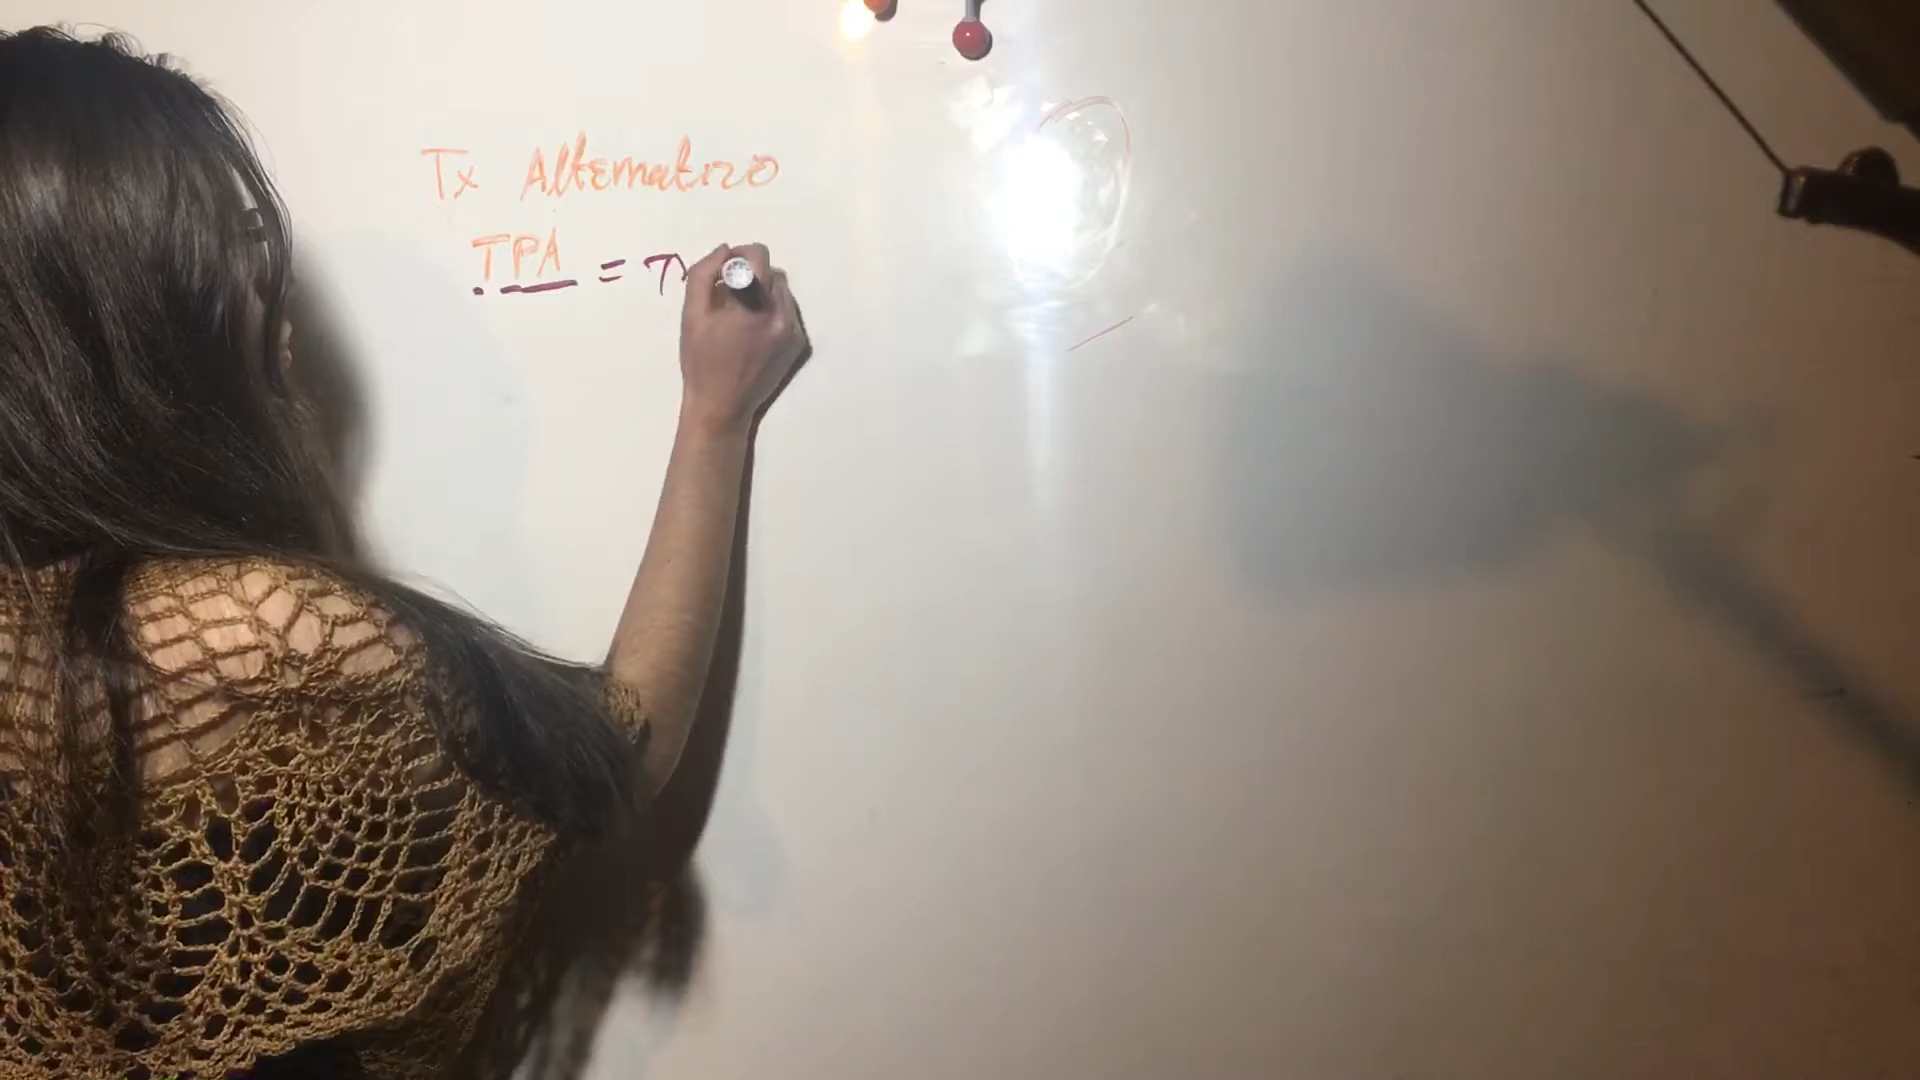 Tx Alternativo
TPA = T